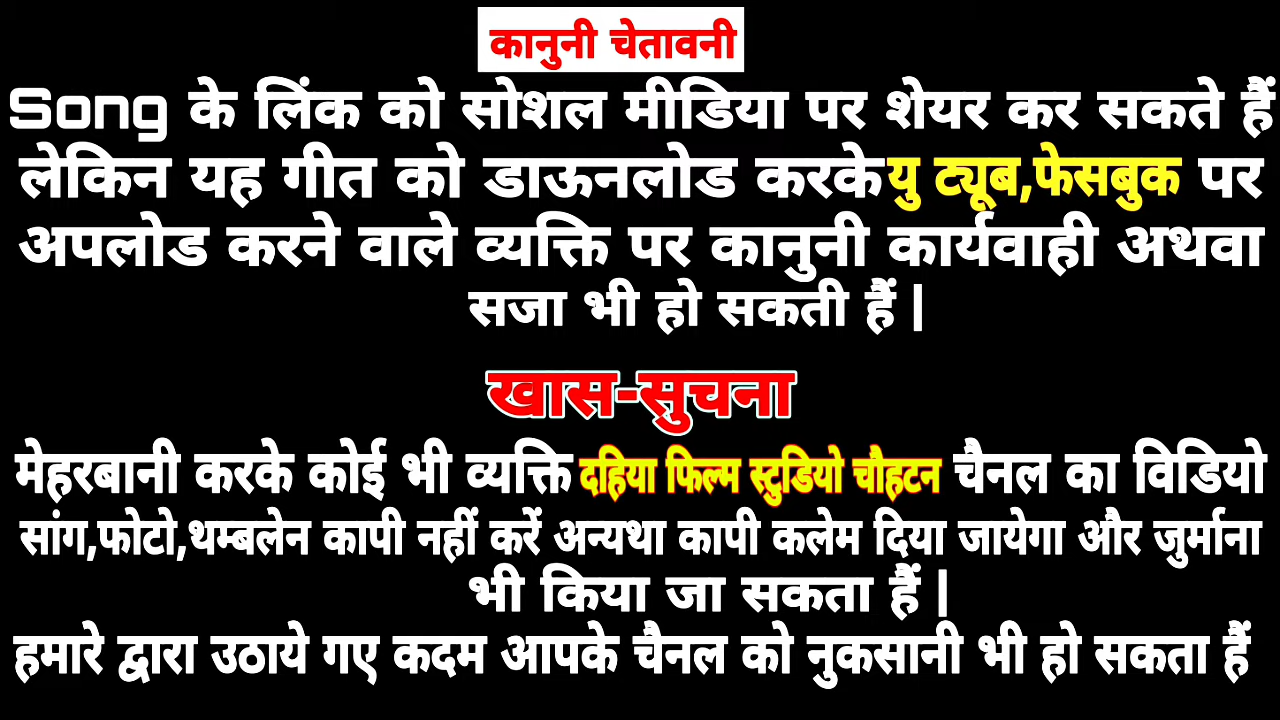 कानुनी चेतावनी
Song के लिंक को सोशल मीडिया पर शेयर कर सकते हैं
लेकिन यह गीत को डाऊनलोड करके यु ट्यूब,फेसबुक पर
अपलोड करने वाले व्यक्ति पर कानुनी कार्यवाही अथवा
सजा भी हो सकती हैं |
खास-सुचना
मेहरबानी करके कोई भी व्यक्ति दहिया फिल्म स्टुडियो चौहटन चैनल का विडियो
सांग,फोटो,थम्बलेन कापी नहीं करें अन्यथा कापी कलेम दिया जायेगा और जुर्माना
भी किया जा सकता हैं |
हमारे द्वारा उठाये गए कदम आपके चैनल को नुकसानी भी हो सकता हैं